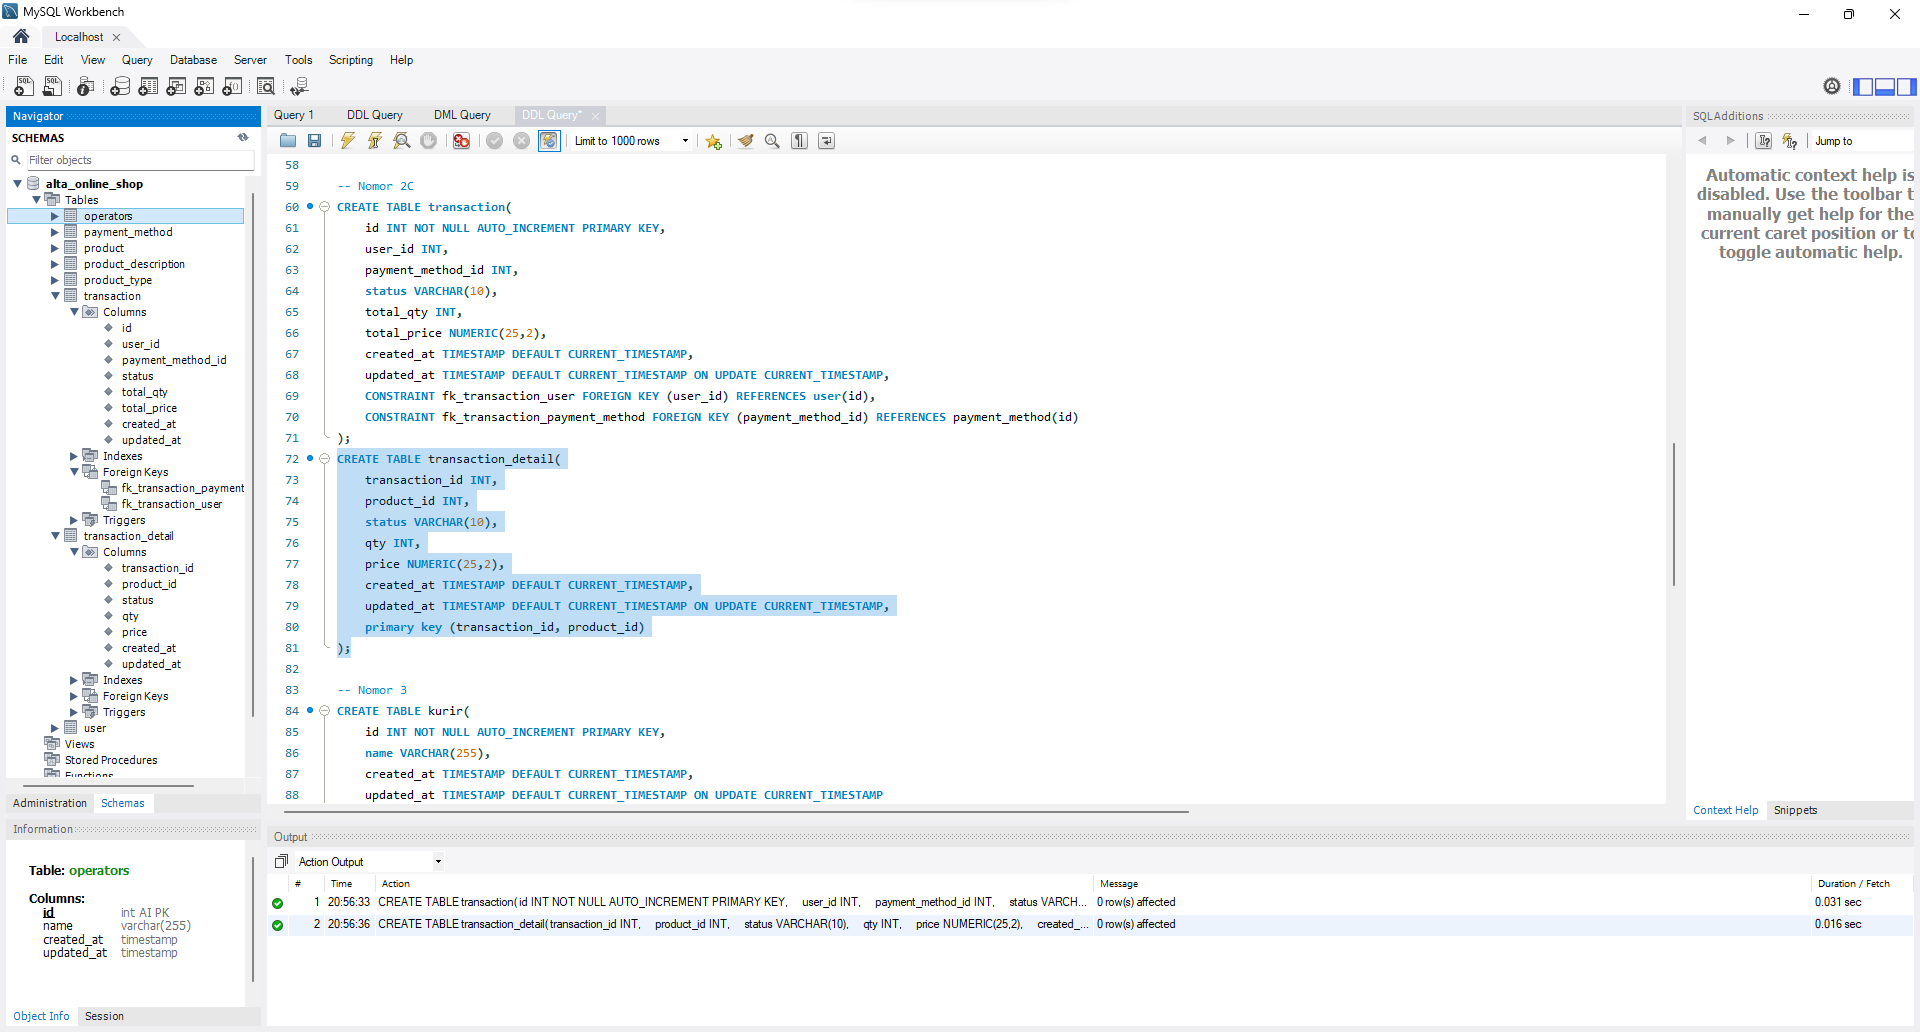 MySQL Workbench
Localhost
File Edit View Query Database Server Tools Scripting Help
Navigator
SCHEMAS
Filter objects
alta_online_shop
Tables
operators
payment_method
product
product_description
product_type
transaction
Columns
id
user_id
payment_method_id
status
total_qty
total_price
created_at
updated_at
Indexes
Foreign Keys
fk_transaction_payment
fk_transaction_user
Triggers
transaction_detail
Columns
transaction_id
product_id
status
qty
price
created_at
updated_at
Indexes
Foreign Keys
Triggers
user
Views
Stored Procedures
Functions
Administration Schemas
Information
Table: operators
Columns:
id int AI PK
name varchar(255)
created_at timestamp
updated_at timestamp
Object Info Session
Query 1 DDL Query DML Query DDL Query*
Limit to 1000 rows
58
59 -- Nomor 2C
60 CREATE TABLE transaction(
61 id INT NOT NULL AUTO_INCREMENT PRIMARY KEY,
62 user_id INT,
63 payment_method_id INT,
64 status VARCHAR(10),
65 total_qty INT,
66 total_price NUMERIC(25,2),
67 created_at TIMESTAMP DEFAULT CURRENT_TIMESTAMP,
68 updated_at TIMESTAMP DEFAULT CURRENT_TIMESTAMP ON UPDATE CURRENT_TIMESTAMP,
69 CONSTRAINT fk_transaction_user FOREIGN KEY (user_id) REFERENCES user(id),
70 CONSTRAINT fk_transaction_payment_method FOREIGN KEY (payment_method_id) REFERENCES payment_method(id)
71 );
72 CREATE TABLE transaction_detail(
73 transaction_id INT,
74 product_id INT,
75 status VARCHAR(10),
76 qty INT,
77 price NUMERIC(25,2),
78 created_at TIMESTAMP DEFAULT CURRENT_TIMESTAMP,
79 updated_at TIMESTAMP DEFAULT CURRENT_TIMESTAMP ON UPDATE CURRENT_TIMESTAMP,
80 primary key (transaction_id, product_id)
81 );
82
83 -- Nomor 3
84 CREATE TABLE kurir(
85 id INT NOT NULL AUTO_INCREMENT PRIMARY KEY,
86 name VARCHAR(255),
87 created_at TIMESTAMP DEFAULT CURRENT_TIMESTAMP,
88 updated_at TIMESTAMP DEFAULT CURRENT_TIMESTAMP ON UPDATE CURRENT_TIMESTAMP
SQLAdditions
Jump to
Automatic context help is
disabled. Use the toolbar t
manually get help for the
current caret position or to
toggle automatic help.
Context Help Snippets
Output
Action Output
# Time Action Message Duration / Fetch
1 20:56:33 CREATE TABLE transaction( id INT NOT NULL AUTO_INCREMENT PRIMARY KEY, user_id INT, payment_method_id INT, status VARCH... 0 row(s) affected 0.031 sec
2 20:56:36 CREATE TABLE transaction_detail( transaction_id INT, product_id INT, status VARCHAR(10), qty INT, price NUMERIC(25,2), created_... 0 row(s) affected 0.016 sec